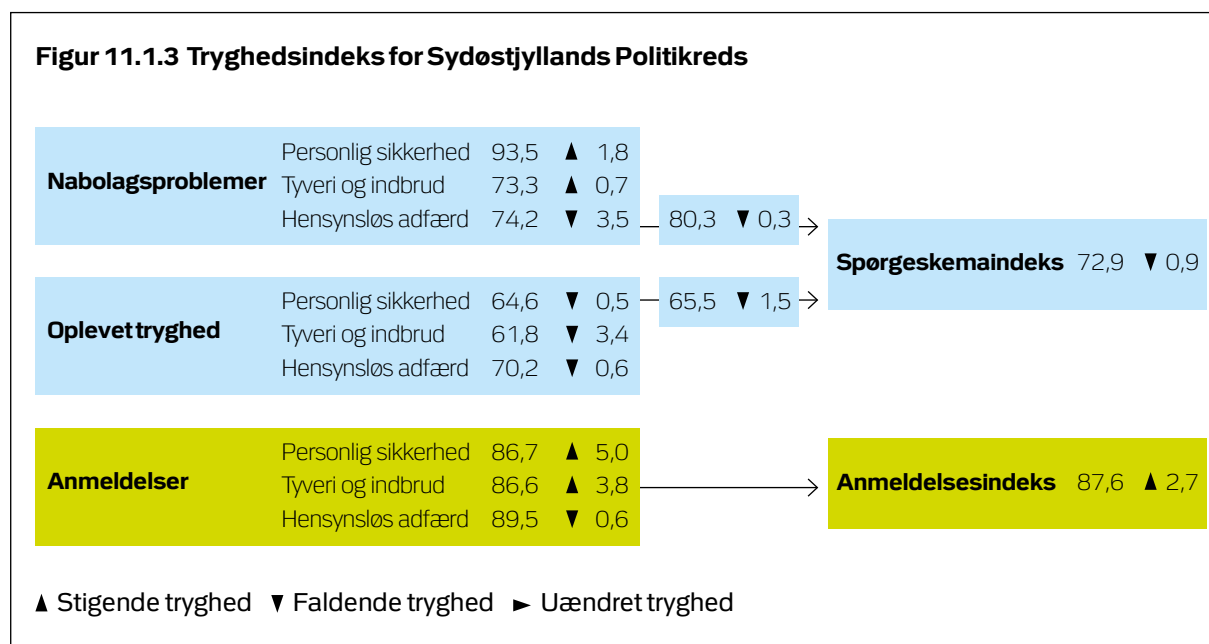 Figur 11.1.3 Tryghedsindeks for Sydøstjyllands Politikreds
Nabolagsproblemer
Personlig sikkerhed 93,5 ▲ 1,8
Tyveri og indbrud 73,3 ▲ 0,7
Hensynsløs adfærd 74,2 ▼ 3,5
80,3 ▼ 0,3
Oplevet tryghed
Personlig sikkerhed 64,6 ▼ 0,5
Tyveri og indbrud 61,8 ▼ 3,4
Hensynsløs adfærd 70,2 ▼ 0,6
65,5 ▼ 1,5
Spørgeskemaindeks 72,9 ▼ 0,9
Anmeldelser
Personlig sikkerhed 86,7 ▲ 5,0
Tyveri og indbrud 86,6 ▲ 3,8
Hensynsløs adfærd 89,5 ▼ 0,6
Anmeldelsesindeks 87,6 ▲ 2,7
▲ Stigende tryghed ▼ Faldende tryghed ► Uændret tryghed